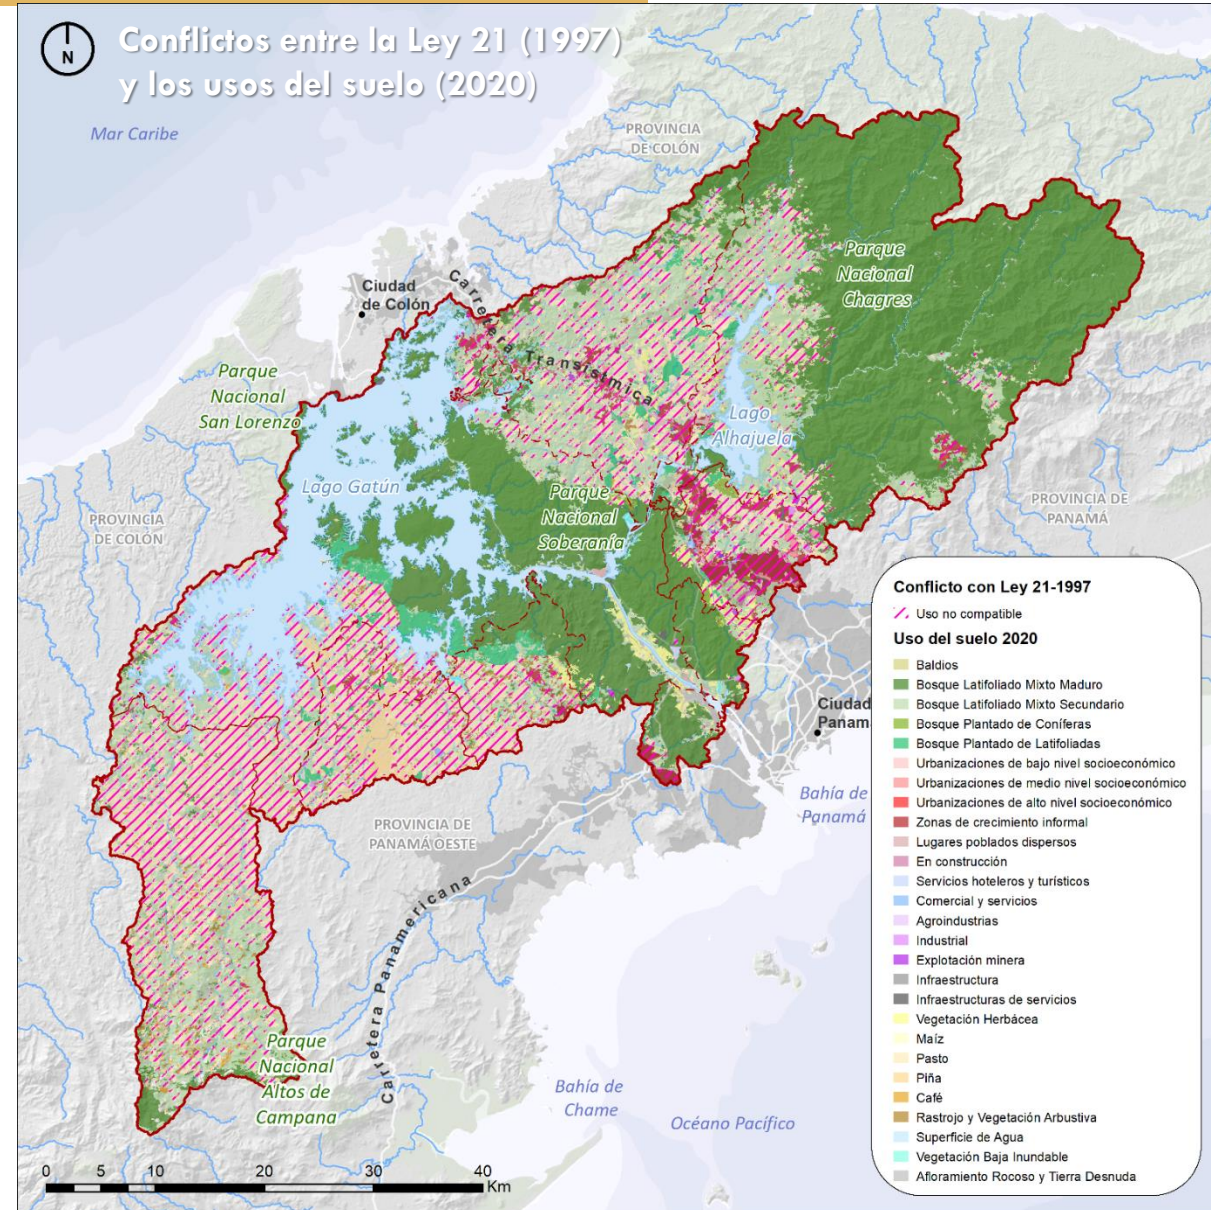 Conflictos entre la Ley 21 (1997)
y los usos del suelo (2020)
N
Mar Caribe
PROVINCIA
DE COLÓN
Parque
Nacional
Chagres
Ciudad
de Colón
Carretera Transístmica
Parque
Nacional
San Lorenzo
Lago
Alhajuela
Lago Gatún
Parque
Nacional
Soberanía
PROVINCIA
DE COLÓN
PROVINCIA DE
PANAMÁ
Ciudad
Panamá
Bahía de
Panamá
PROVINCIA DE
PANAMÁ OESTE
Carretera Panamericana
Parque
Nacional
Altos de
Campana
Bahía de
Chame
Océano Pacífico
0 5 10 20 30 40
Km
Conflicto con Ley 21-1997
Uso no compatible
Uso del suelo 2020
Baldios
Bosque Latifoliado Mixto Maduro
Bosque Latifoliado Mixto Secundario
Bosque Plantado de Coníferas
Bosque Plantado de Latifoliadas
Urbanizaciones de bajo nivel socioeconómico
Urbanizaciones de medio nivel socioeconómico
Urbanizaciones de alto nivel socioeconómico
Zonas de crecimiento informal
Lugares poblados dispersos
En construcción
Servicios hoteleros y turísticos
Comercial y servicios
Agroindustrias
Industrial
Explotación minera
Infraestructura
Infraestructuras de servicios
Vegetación Herbácea
Maíz
Pasto
Piña
Café
Rastrojo y Vegetación Arbustiva
Superficie de Agua
Vegetación Baja Inundable
Afloramiento Rocoso y Tierra Desnuda